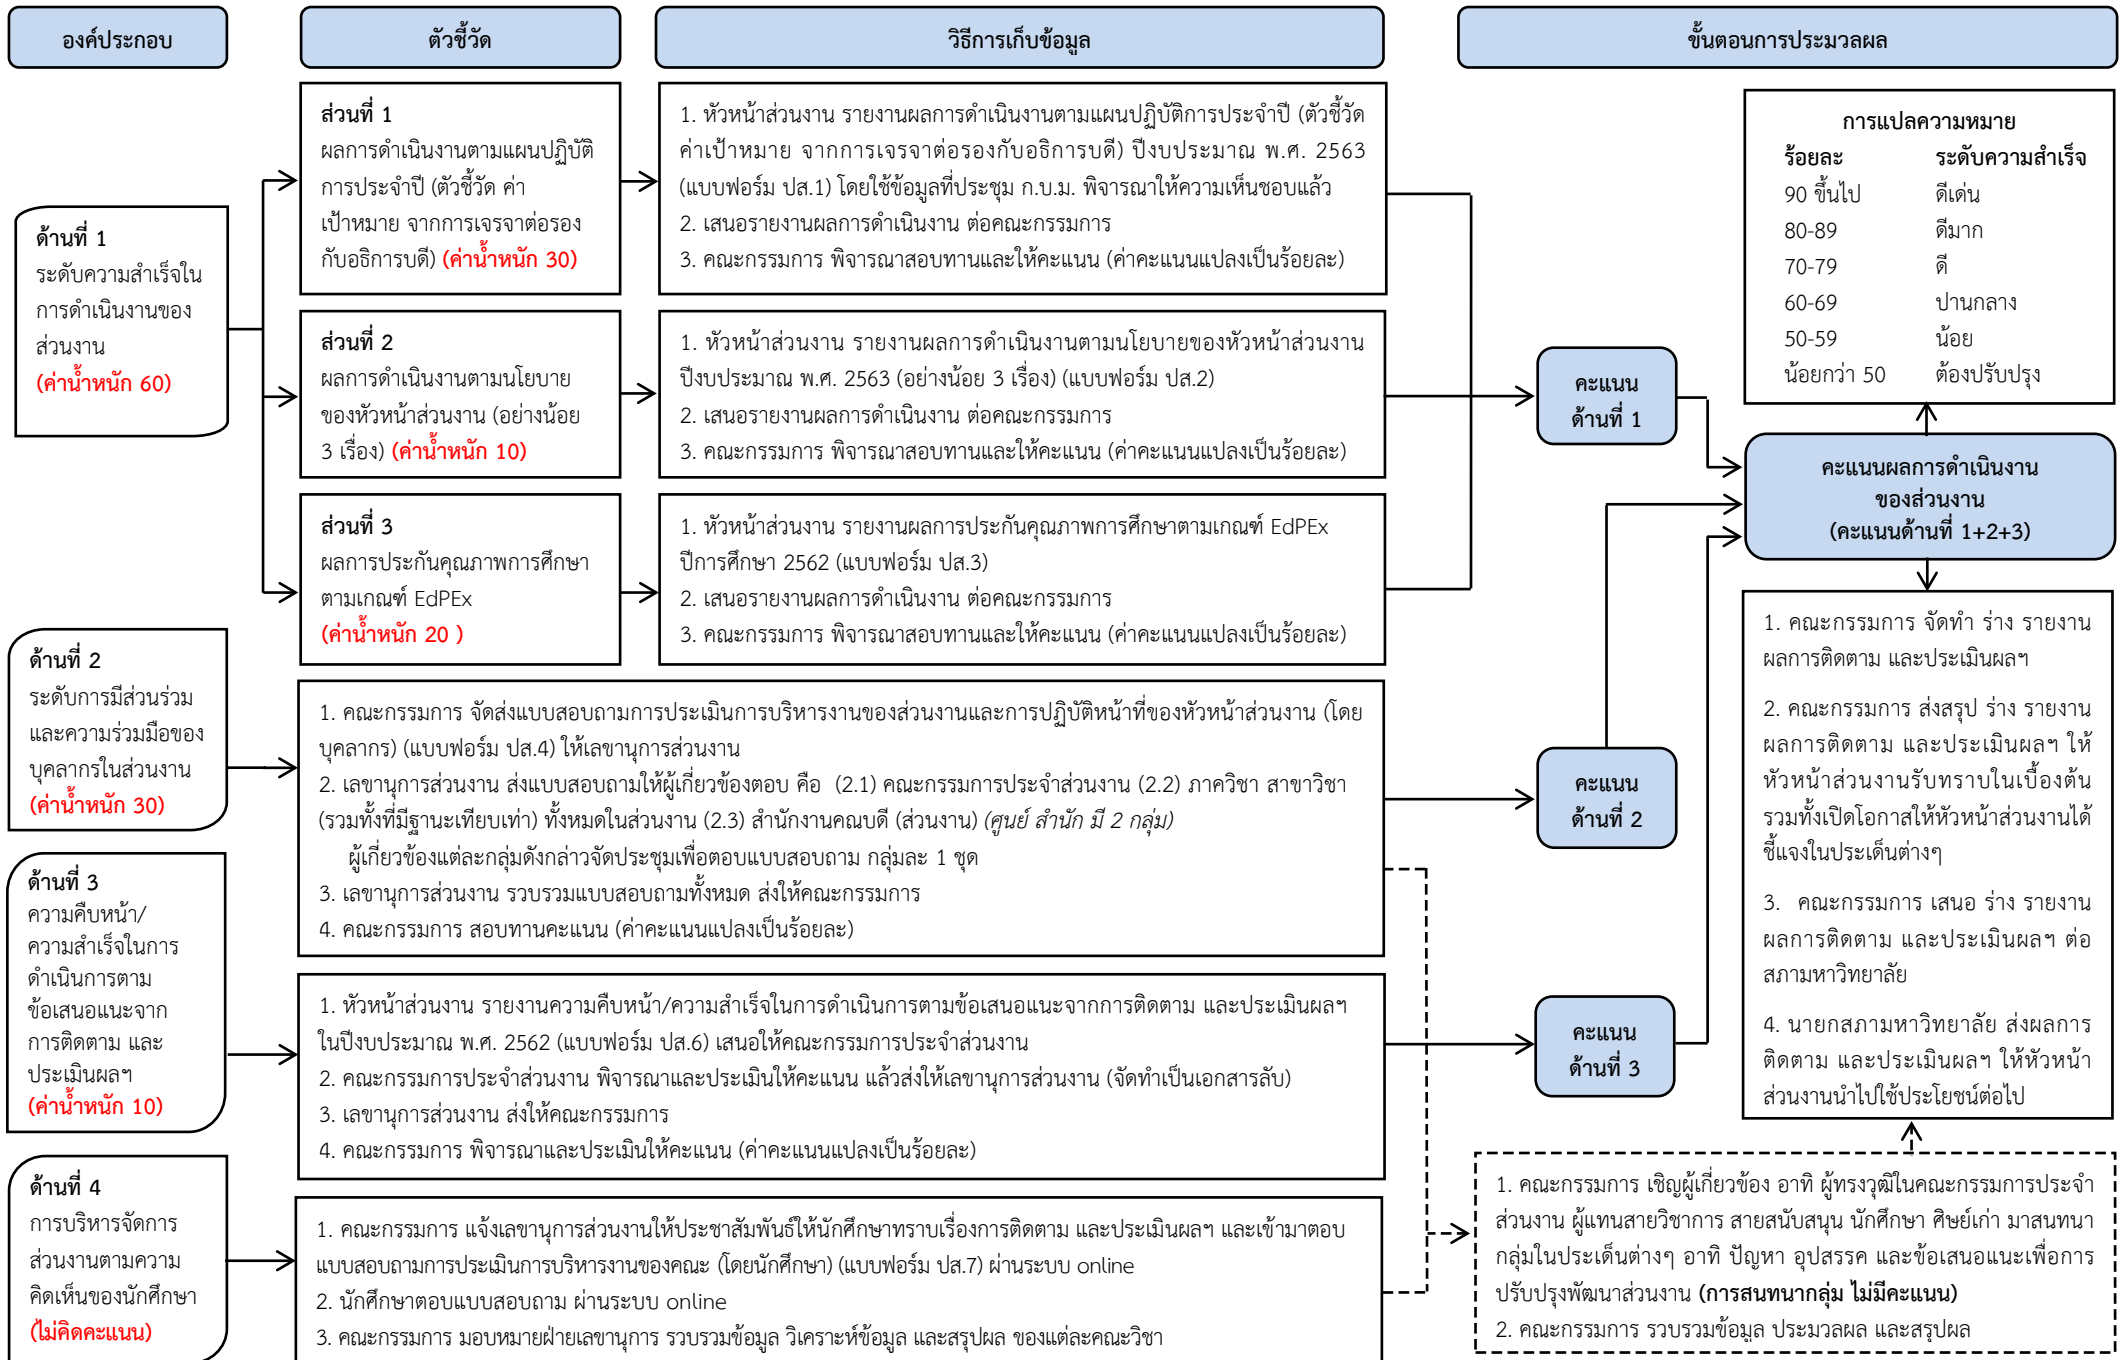 องค์ประกอบ
ตัวชี้วัด
วิธีการเก็บข้อมูล
ขั้นตอนการประมวลผล
ด้านที่ 1
ระดับความสำเร็จใน
การดำเนินงานของ
ส่วนงาน
(ค่าน้ำหนัก 60)
ส่วนที่ 1
ผลการดำเนินงานตามแผนปฏิบัติ
การประจำปี (ตัวชี้วัด ค่า
เป้าหมาย จากการเจรจาต่อรอง
กับอธิการบดี) (ค่าน้ำหนัก 30)
1. หัวหน้าส่วนงาน รายงานผลการดำเนินงานตามแผนปฏิบัติการประจำปี (ตัวชี้วัด
ค่าเป้าหมาย จากการเจรจาต่อรองกับอธิการบดี) ปีงบประมาณ พ.ศ. 2563
(แบบฟอร์ม ปส.1) โดยใช้ข้อมูลที่ประชุม ก.บ.ม. พิจารณาให้ความเห็นชอบแล้ว
2. เสนอรายงานผลการดำเนินงาน ต่อคณะกรรมการ
3. คณะกรรมการ พิจารณาสอบทานและให้คะแนน (ค่าคะแนนแปลงเป็นร้อยละ)
ส่วนที่ 2
ผลการดำเนินงานตามนโยบาย
ของหัวหน้าส่วนงาน (อย่างน้อย
3 เรื่อง) (ค่าน้ำหนัก 10)
1. หัวหน้าส่วนงาน รายงานผลการดำเนินงานตามนโยบายของหัวหน้าส่วนงาน
ปีงบประมาณ พ.ศ. 2563 (อย่างน้อย 3 เรื่อง) (แบบฟอร์ม ปส.2)
2. เสนอรายงานผลการดำเนินงาน ต่อคณะกรรมการ
3. คณะกรรมการ พิจารณาสอบทานและให้คะแนน (ค่าคะแนนแปลงเป็นร้อยละ)
ส่วนที่ 3
ผลการประกันคุณภาพการศึกษา
ตามเกณฑ์ EdPEx
(ค่าน้ำหนัก 20 )
1. หัวหน้าส่วนงาน รายงานผลการประกันคุณภาพการศึกษาตามเกณฑ์ EdPEx
ปีการศึกษา 2562 (แบบฟอร์ม ปส.3)
2. เสนอรายงานผลการดำเนินงาน ต่อคณะกรรมการ
3. คณะกรรมการ พิจารณาสอบทานและให้คะแนน (ค่าคะแนนแปลงเป็นร้อยละ)
คะแนน
ด้านที่ 1
การแปลความหมาย
ร้อยละ ระดับความสำเร็จ
90 ขึ้นไป ดีเด่น
80-89 ดีมาก
70-79 ดี
60-69 ปานกลาง
50-59 น้อย
น้อยกว่า 50 ต้องปรับปรุง
คะแนนผลการดำเนินงาน
ของส่วนงาน
(คะแนนด้านที่ 1+2+3)
ด้านที่ 2
ระดับการมีส่วนร่วม
และความร่วมมือของ
บุคลากรในส่วนงาน
(ค่าน้ำหนัก 30)
1. คณะกรรมการ จัดส่งแบบสอบถามการประเมินการบริหารงานของส่วนงานและการปฏิบัติหน้าที่ของหัวหน้าส่วนงาน (โดย
บุคลากร) (แบบฟอร์ม ปส.4) ให้เลขานุการส่วนงาน
2. เลขานุการส่วนงาน ส่งแบบสอบถามให้ผู้เกี่ยวข้องตอบ คือ (2.1) คณะกรรมการประจำส่วนงาน (2.2) ภาควิชา สาขาวิชา
(รวมทั้งที่มีฐานะเทียบเท่า) ทั้งหมดในส่วนงาน (2.3) สำนักงานคณบดี (ส่วนงาน) (ศูนย์ สำนัก มี 2 กลุ่ม)
ผู้เกี่ยวข้องแต่ละกลุ่มดังกล่าวจัดประชุมเพื่อตอบแบบสอบถาม กลุ่มละ 1 ชุด
3. เลขานุการส่วนงาน รวบรวมแบบสอบถามทั้งหมด ส่งให้คณะกรรมการ
4. คณะกรรมการ สอบทานคะแนน (ค่าคะแนนแปลงเป็นร้อยละ)
คะแนน
ด้านที่ 2
1. คณะกรรมการ จัดทำ ร่าง รายงาน
ผลการติดตาม และประเมินผลฯ
2. คณะกรรมการ ส่งสรุป ร่าง รายงาน
ผลการติดตาม และประเมินผลฯ ให้
หัวหน้าส่วนงานรับทราบในเบื้องต้น
รวมทั้งเปิดโอกาสให้หัวหน้าส่วนงานได้
ชี้แจงในประเด็นต่างๆ
3. คณะกรรมการ เสนอ ร่าง รายงาน
ผลการติดตาม และประเมินผลฯ ต่อ
สภามหาวิทยาลัย
4. นายกสภามหาวิทยาลัย ส่งผลการ
ติดตาม และประเมินผลฯ ให้หัวหน้า
ส่วนงานนำไปใช้ประโยชน์ต่อไป
ด้านที่ 3
ความคืบหน้า/
ความสำเร็จในการ
ดำเนินการตาม
ข้อเสนอแนะจาก
การติดตาม และ
ประเมินผลฯ
(ค่าน้ำหนัก 10)
1. หัวหน้าส่วนงาน รายงานความคืบหน้า/ความสำเร็จในการดำเนินการตามข้อเสนอแนะจากการติดตาม และประเมินผลฯ
ในปีงบประมาณ พ.ศ. 2562 (แบบฟอร์ม ปส.6) เสนอให้คณะกรรมการประจำส่วนงาน
2. คณะกรรมการประจำส่วนงาน พิจารณาและประเมินให้คะแนน แล้วส่งให้เลขานุการส่วนงาน (จัดทำเป็นเอกสารลับ)
3. เลขานุการส่วนงาน ส่งให้คณะกรรมการ
4. คณะกรรมการ พิจารณาและประเมินให้คะแนน (ค่าคะแนนแปลงเป็นร้อยละ)
คะแนน
ด้านที่ 3
ด้านที่ 4
การบริหารจัดการ
ส่วนงานตามความ
คิดเห็นของนักศึกษา
(ไม่คิดคะแนน)
1. คณะกรรมการ แจ้งเลขานุการส่วนงานให้ประชาสัมพันธ์ให้นักศึกษาทราบเรื่องการติดตาม และประเมินผลฯ และเข้ามาตอบ
แบบสอบถามการประเมินการบริหารงานของคณะ (โดยนักศึกษา) (แบบฟอร์ม ปส.7) ผ่านระบบ online
2. นักศึกษาตอบแบบสอบถาม ผ่านระบบ online
3. คณะกรรมการ มอบหมายฝ่ายเลขานุการ รวบรวมข้อมูล วิเคราะห์ข้อมูล และสรุปผล ของแต่ละคณะวิชา
1. คณะกรรมการ เชิญผู้เกี่ยวข้อง อาทิ ผู้ทรงวุฒิในคณะกรรมการประจำ
ส่วนงาน ผู้แทนสายวิชาการ สายสนับสนุน นักศึกษา ศิษย์เก่า มาสนทนา
กลุ่มในประเด็นต่างๆ อาทิ ปัญหา อุปสรรค และข้อเสนอแนะเพื่อการ
ปรับปรุงพัฒนาส่วนงาน (การสนทนากลุ่ม ไม่มีคะแนน)
2. คณะกรรมการ รวบรวมข้อมูล ประมวลผล และสรุปผล